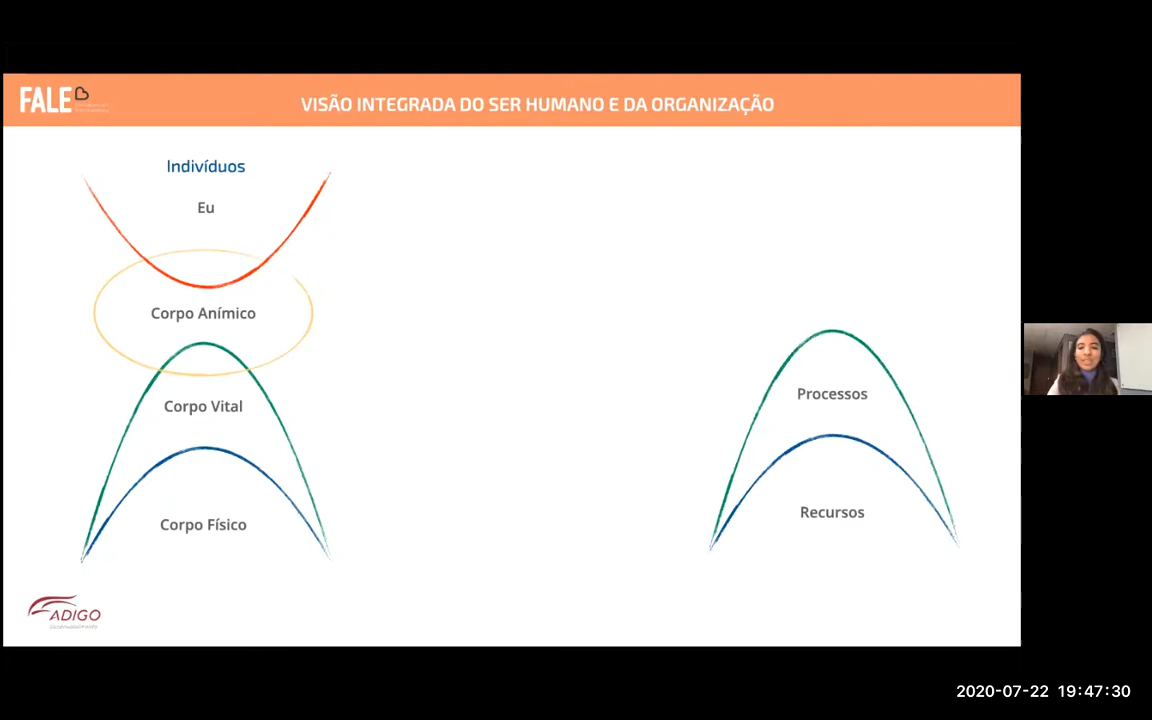 FALE
VISÃO INTEGRADA DO SER HUMANO E DA ORGANIZAÇÃO
Indivíduos
Eu
Corpo Anímico
Corpo Vital
Corpo Físico
Processos
Recursos
ADIGO
2020-07-22 19:47:30